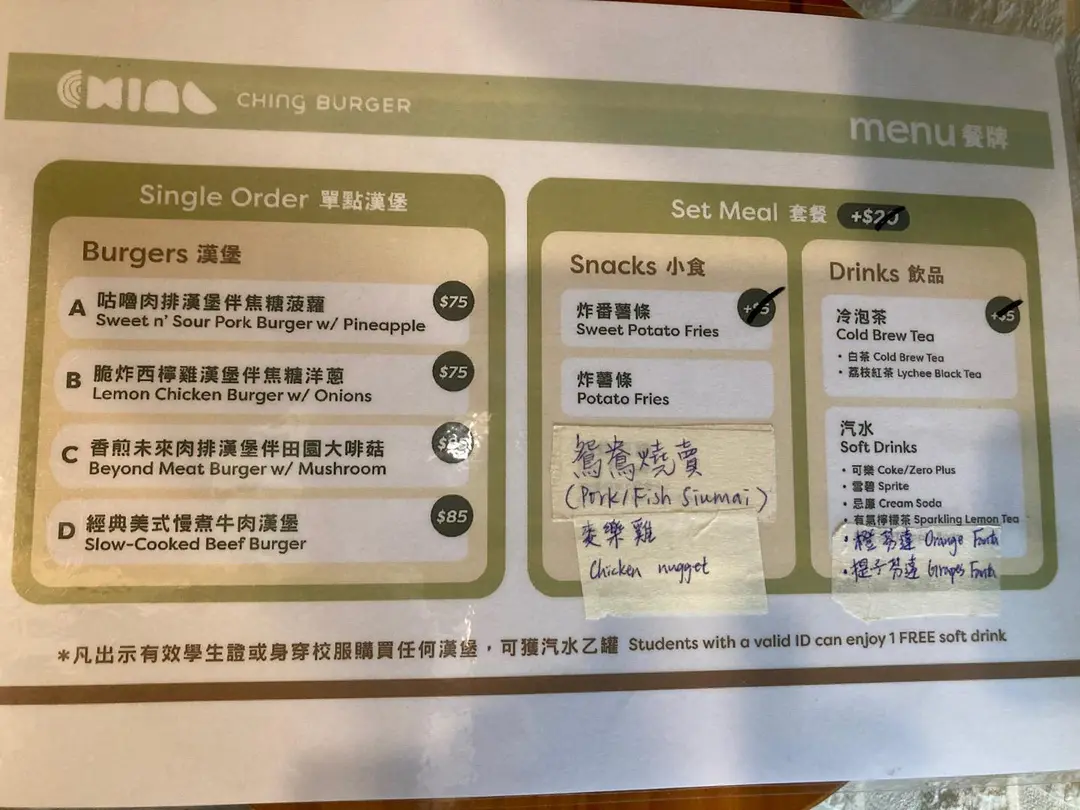 CHING CHING BURGER
menu 餐牌
Single Order 單點漢堡
Burgers 漢堡
A 咕嚕肉排漢堡伴焦糖菠蘿 $75
Sweet n' Sour Pork Burger w/ Pineapple
B 脆炸西檸雞漢堡伴焦糖洋蔥 $75
Lemon Chicken Burger w/ Onions
C 香煎未來肉排漢堡伴田園大啡菇
Beyond Meat Burger w/ Mushroom
D 經典美式慢煮牛肉漢堡 $85
Slow-Cooked Beef Burger
Set Meal 套餐 +$20
Snacks 小食
炸番薯條 +$5
Sweet Potato Fries
炸薯條
Potato Fries
鴛鴦燒賣
(Pork/Fish Siumai)
麥樂雞
Chicken nugget
Drinks 飲品
冷泡茶 +$5
Cold Brew Tea
• 白茶 Cold Brew Tea
• 荔枝紅茶 Lychee Black Tea
汽水
Soft Drinks
• 可樂 Coke/Zero Plus
• 雪碧 Sprite
• 忌廉 Cream Soda
• 有氣檸檬茶 Sparkling Lemon Tea
• 橙芬達 Orange Fanta
• 提子芬達 Grapes Fanta
*凡出示有效學生證或身穿校服購買任何漢堡，可獲汽水乙罐 Students with a valid ID can enjoy 1 FREE soft drink